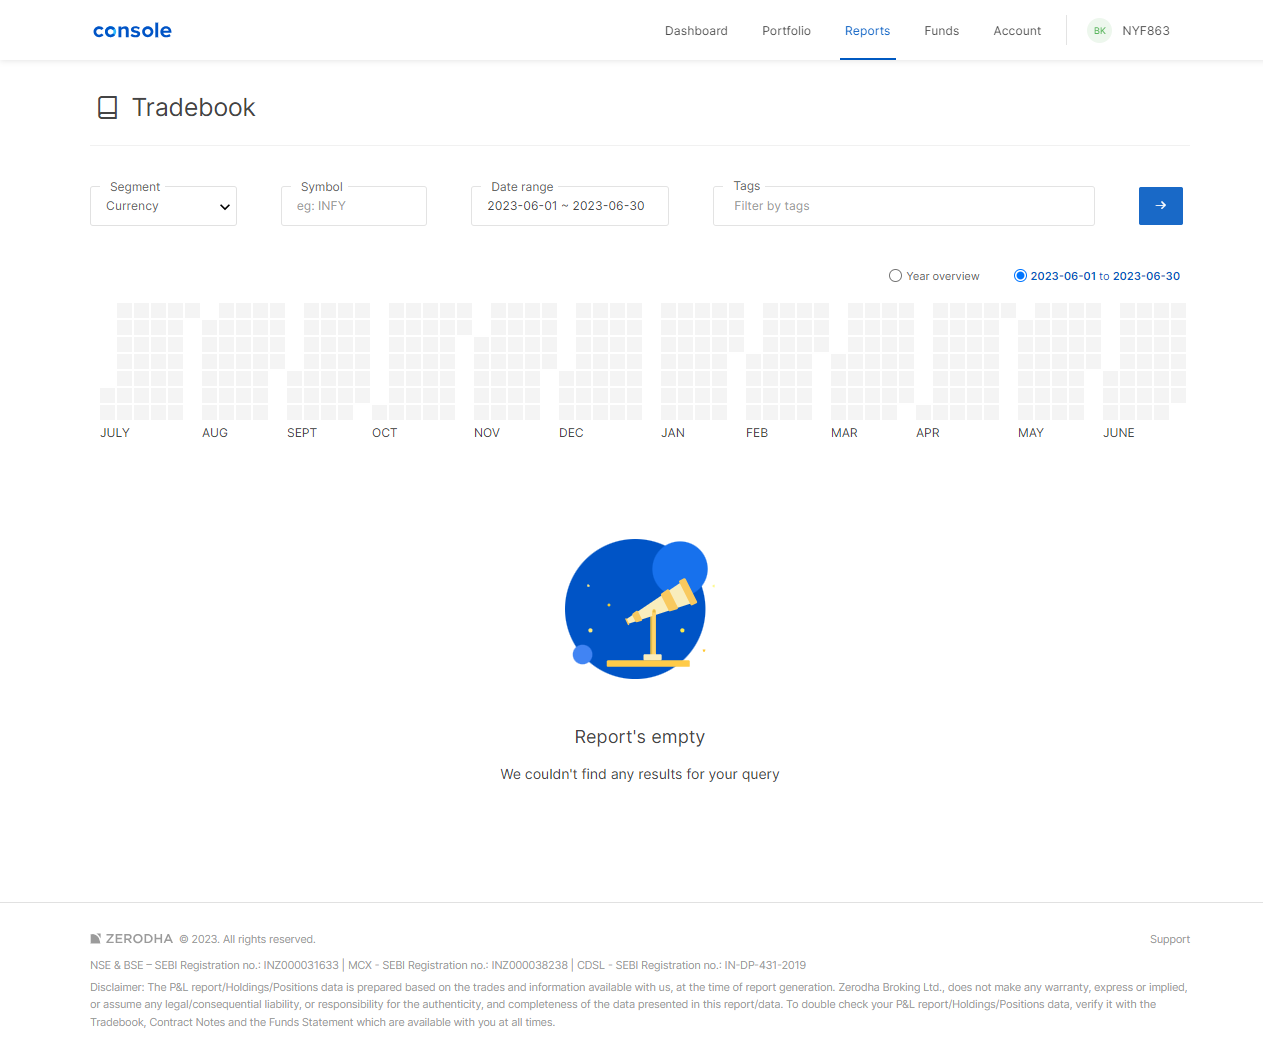 console
Dashboard Portfolio Reports Funds Account BK NYF863
Tradebook
Segment Symbol Date range Tags
Currency eg: INFY 2023-06-01 ~ 2023-06-30 Filter by tags
Year overview 2023-06-01 to 2023-06-30
JULY AUG SEPT OCT NOV DEC JAN FEB MAR APR MAY JUNE
Report's empty
We couldn't find any results for your query
ZERODHA © 2023. All rights reserved. Support
NSE & BSE – SEBI Registration no.: INZ000031633 | MCX - SEBI Registration no.: INZ000038238 | CDSL - SEBI Registration no.: IN-DP-431-2019
Disclaimer: The P&L report/Holdings/Positions data is prepared based on the trades and information available with us, at the time of report generation. Zerodha Broking Ltd., does not make any warranty, express or implied,
or assume any legal/consequential liability, or responsibility for the authenticity, and completeness of the data presented in this report/data. To double check your P&L report/Holdings/Positions data, verify it with the
Tradebook, Contract Notes and the Funds Statement which are available with you at all times.